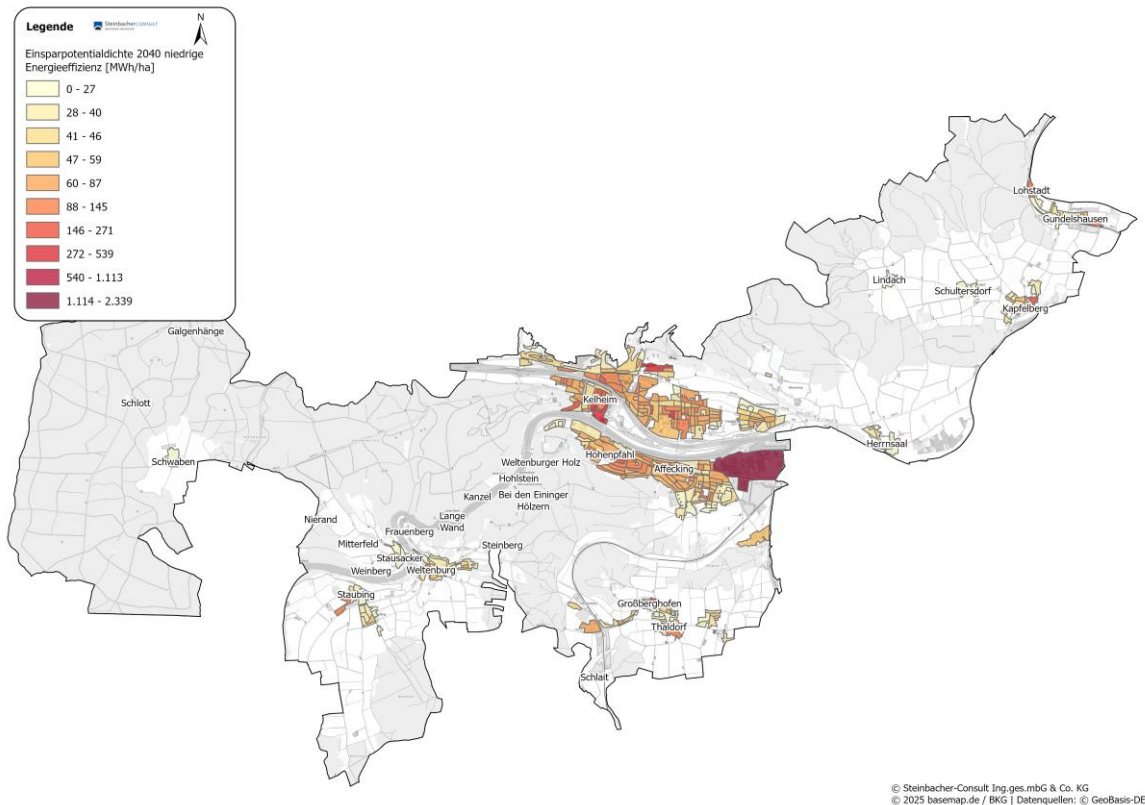 Legende
SteinbacherCONSULT
N
Einsparpotentialdichte 2040 niedrige
Energieeffizienz [MWh/ha]
0 - 27
28 - 40
41 - 46
47 - 59
60 - 87
88 - 145
146 - 271
272 - 539
540 - 1.113
1.114 - 2.339
Lohstadt
Gundelshausen
Lindach
Schultersdorf
Kapfelberg
Galgenhänge
Schlott
Kelheim
Schwaben
Herrnsaal
Hohenpfahl
Affecking
Weltenburger Holz
Hohlstein
Kanzel
Bei den Eininger
Hölzern
Nierand
Lange
Wand
Frauenberg
Mitterfeld
Steinberg
Stausacker
Weinberg
Weltenburg
Staubing
Großberghofen
Thaldorf
Schlait
© Steinbacher-Consult Ing.ges.mbG & Co. KG
© 2025 basemap.de / BKG | Datenquellen: © GeoBasis-DE